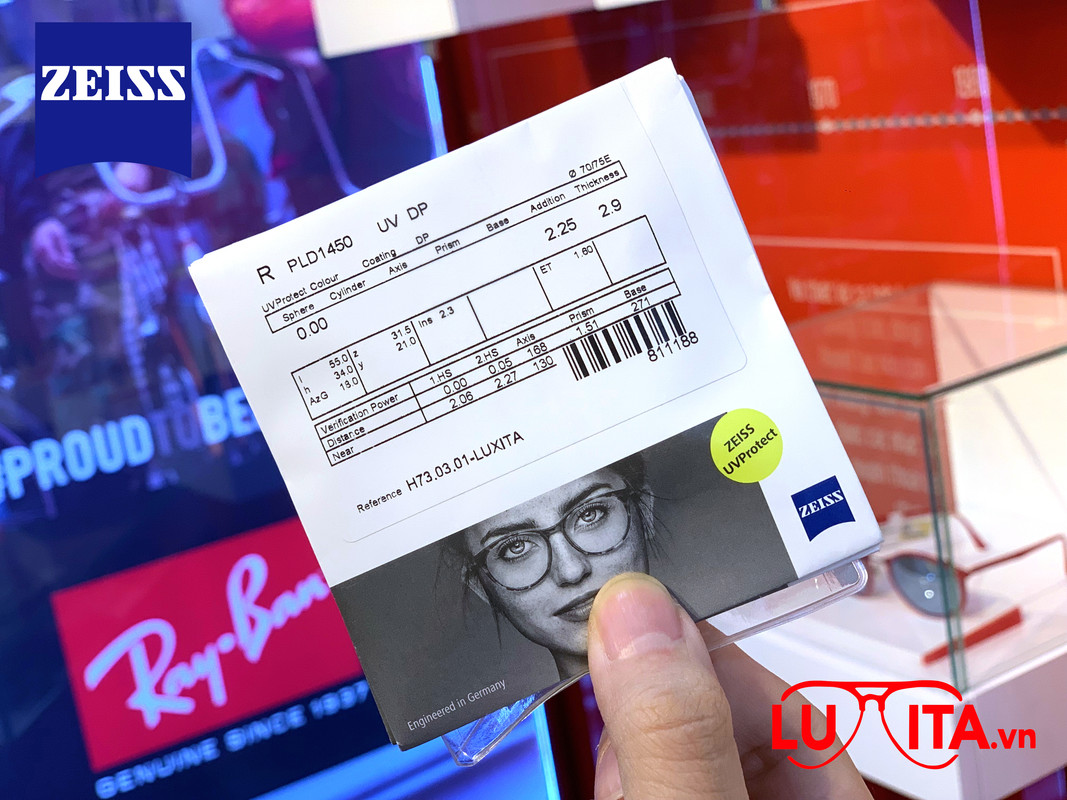 ZEISS
R PLD1450 UV DP
UVProtect Colour Coating DP Ø 70/75E
Sphere Cylinder Axis Prism Base Addition Thickness
0.00 2.25 2.9
l 55.0 z 31.5 Ins 2.3 ET 1.60
h 34.0 y 21.0
AzG 13.0
Verification Power 1.HS 2.HS Axis Prism Base
Distance 0.00 0.05 168 1.51 271
Near 2.06 2.27 130
811188
Reference H73.03.01-LUXITA
ZEISS
UVProtect
ZEISS
Engineered in Germany
#PROUDTOBE
Ray-Ban
GENUINE SINCE 1937
LUXITA.vn